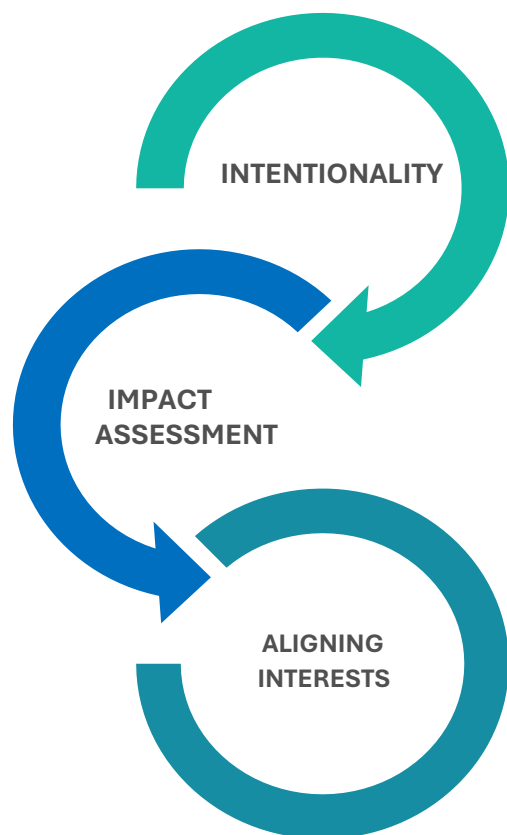 INTENTIONALITY
IMPACT
ASSESSMENT
ALIGNING
INTERESTS